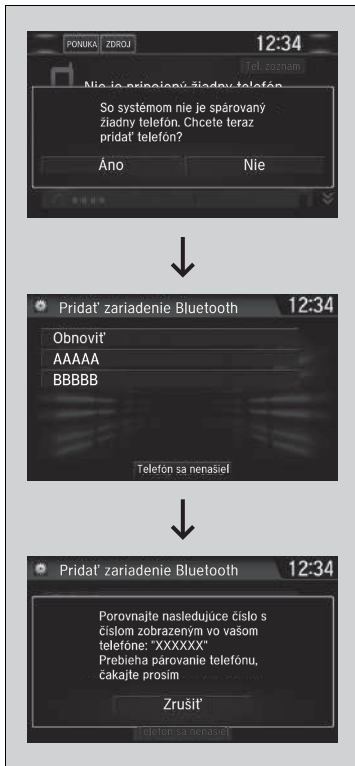 PONUKA ZDROJ 12:34
Tel. zoznam
Nie je pripojený žiadny telefón
So systémom nie je spárovaný
žiadny telefón. Chcete teraz
pridať telefón?
Áno Nie
Pridať zariadenie Bluetooth 12:34
Obnoviť
AAAAA
BBBBB
Telefón sa nenašiel
Pridať zariadenie Bluetooth 12:34
Porovnajte nasledujúce číslo s
číslom zobrazeným vo vašom
telefóne: "XXXXXX"
Prebieha párovanie telefónu,
čakajte prosím
Zrušiť
Telefón sa nenašiel